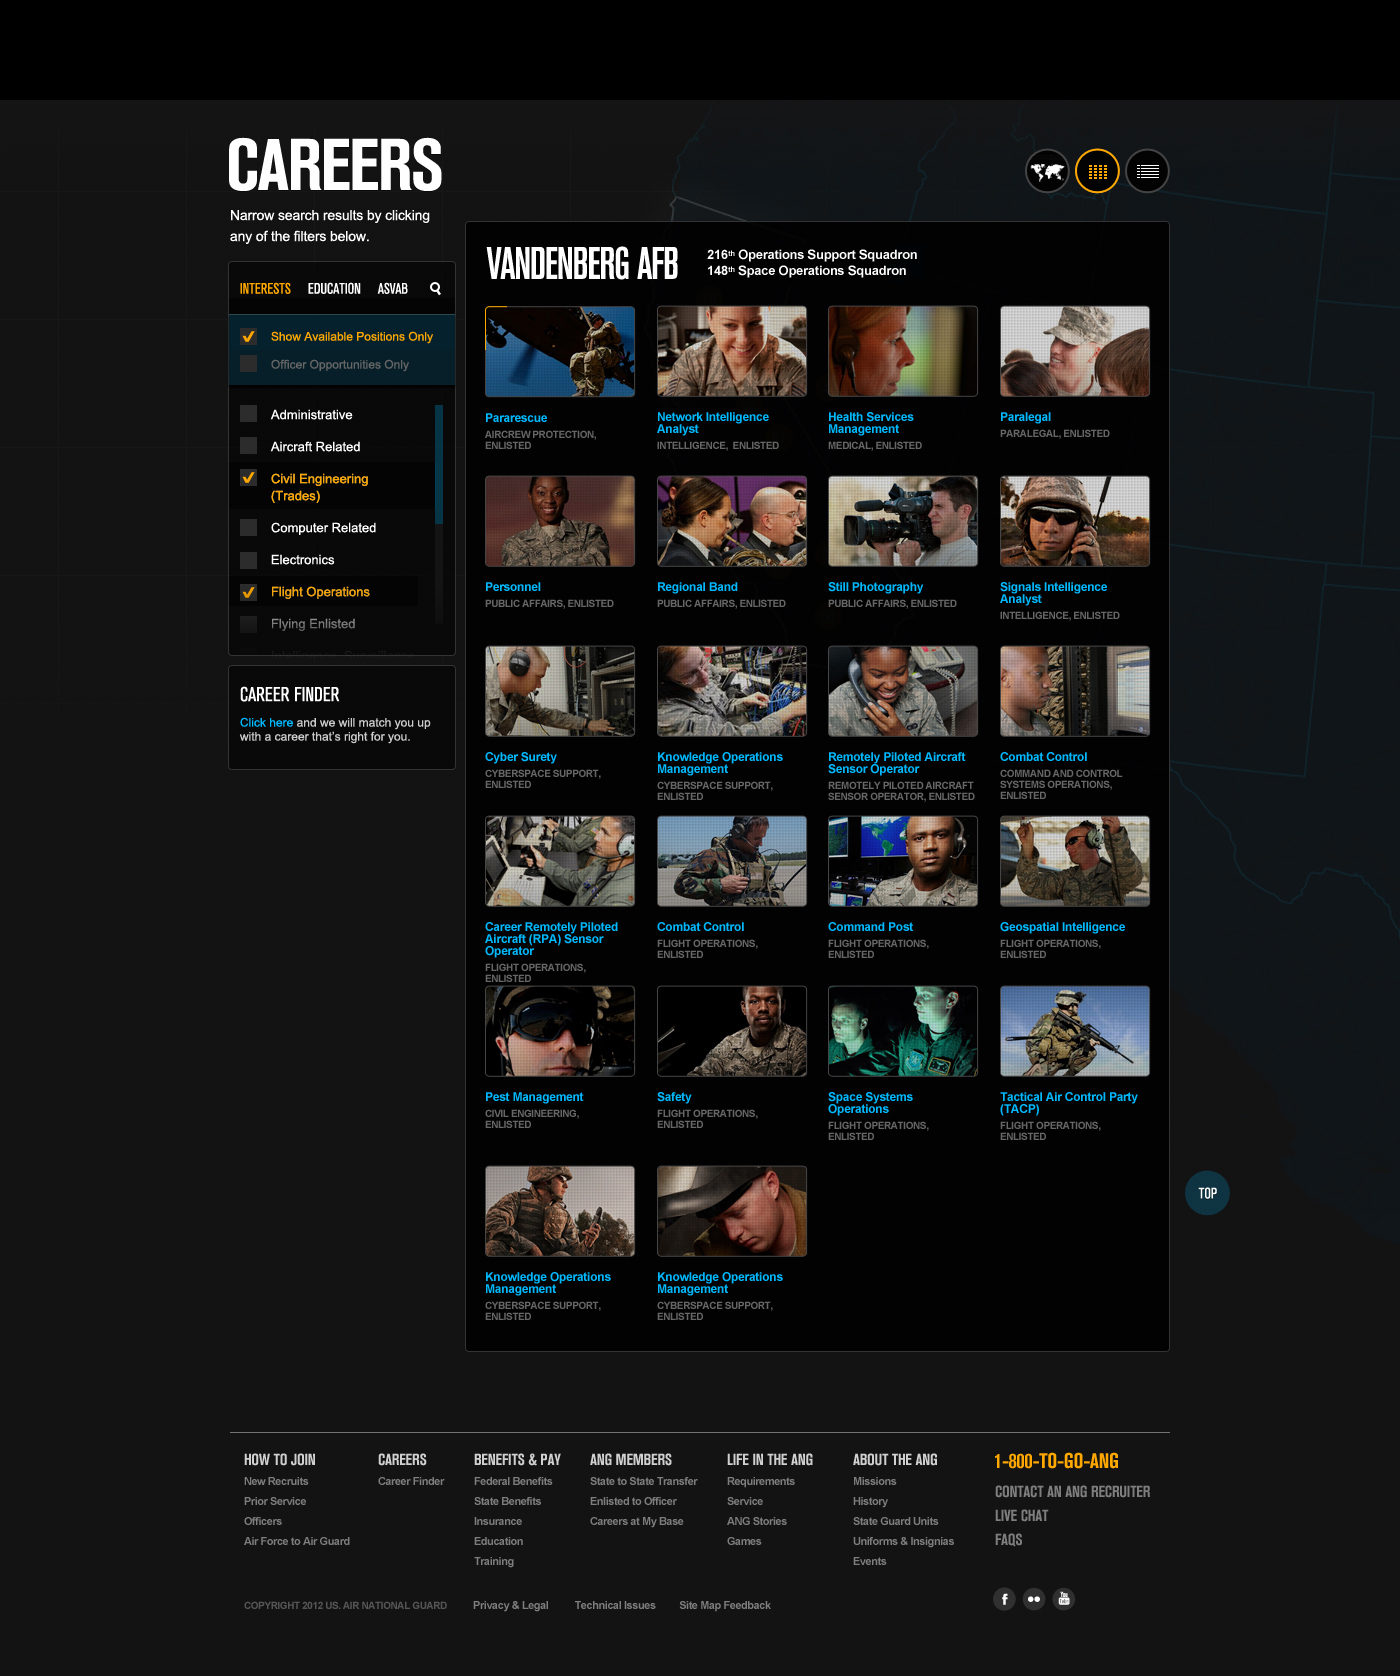 CAREERS
Narrow search results by clicking
any of the filters below.
INTERESTS EDUCATION ASVAB
Show Available Positions Only
Officer Opportunities Only
Administrative
Aircraft Related
Civil Engineering
(Trades)
Computer Related
Electronics
Flight Operations
Flying Enlisted
CAREER FINDER
Click here and we will match you up
with a career that's right for you.
VANDENBERG AFB
216th Operations Support Squadron
148th Space Operations Squadron
Pararescue
AIRCREW PROTECTION,
ENLISTED
Network Intelligence
Analyst
INTELLIGENCE, ENLISTED
Health Services
Management
MEDICAL, ENLISTED
Paralegal
PARALEGAL, ENLISTED
Personnel
PUBLIC AFFAIRS, ENLISTED
Regional Band
PUBLIC AFFAIRS, ENLISTED
Still Photography
PUBLIC AFFAIRS, ENLISTED
Signals Intelligence
Analyst
INTELLIGENCE, ENLISTED
Cyber Surety
CYBERSPACE SUPPORT,
ENLISTED
Knowledge Operations
Management
CYBERSPACE SUPPORT,
ENLISTED
Remotely Piloted Aircraft
Sensor Operator
REMOTELY PILOTED AIRCRAFT
SENSOR OPERATOR, ENLISTED
Combat Control
COMMAND AND CONTROL
SYSTEMS OPERATIONS,
ENLISTED
Career Remotely Piloted
Aircraft (RPA) Sensor
Operator
FLIGHT OPERATIONS,
ENLISTED
Combat Control
FLIGHT OPERATIONS,
ENLISTED
Command Post
FLIGHT OPERATIONS,
ENLISTED
Geospatial Intelligence
FLIGHT OPERATIONS,
ENLISTED
Pest Management
CIVIL ENGINEERING,
ENLISTED
Safety
FLIGHT OPERATIONS,
ENLISTED
Space Systems
Operations
FLIGHT OPERATIONS,
ENLISTED
Tactical Air Control Party
(TACP)
FLIGHT OPERATIONS,
ENLISTED
Knowledge Operations
Management
CYBERSPACE SUPPORT,
ENLISTED
Knowledge Operations
Management
CYBERSPACE SUPPORT,
ENLISTED
TOP
HOW TO JOIN
New Recruits
Prior Service
Officers
Air Force to Air Guard
CAREERS
Career Finder
BENEFITS & PAY
Federal Benefits
State Benefits
Insurance
Education
Training
ANG MEMBERS
State to State Transfer
Enlisted to Officer
Careers at My Base
LIFE IN THE ANG
Requirements
Service
ANG Stories
Games
ABOUT THE ANG
Missions
History
State Guard Units
Uniforms & Insignias
Events
1-800-TO-GO-ANG
CONTACT AN ANG RECRUITER
LIVE CHAT
FAQS
COPYRIGHT 2012 US. AIR NATIONAL GUARD Privacy & Legal Technical Issues Site Map Feedback
f
You